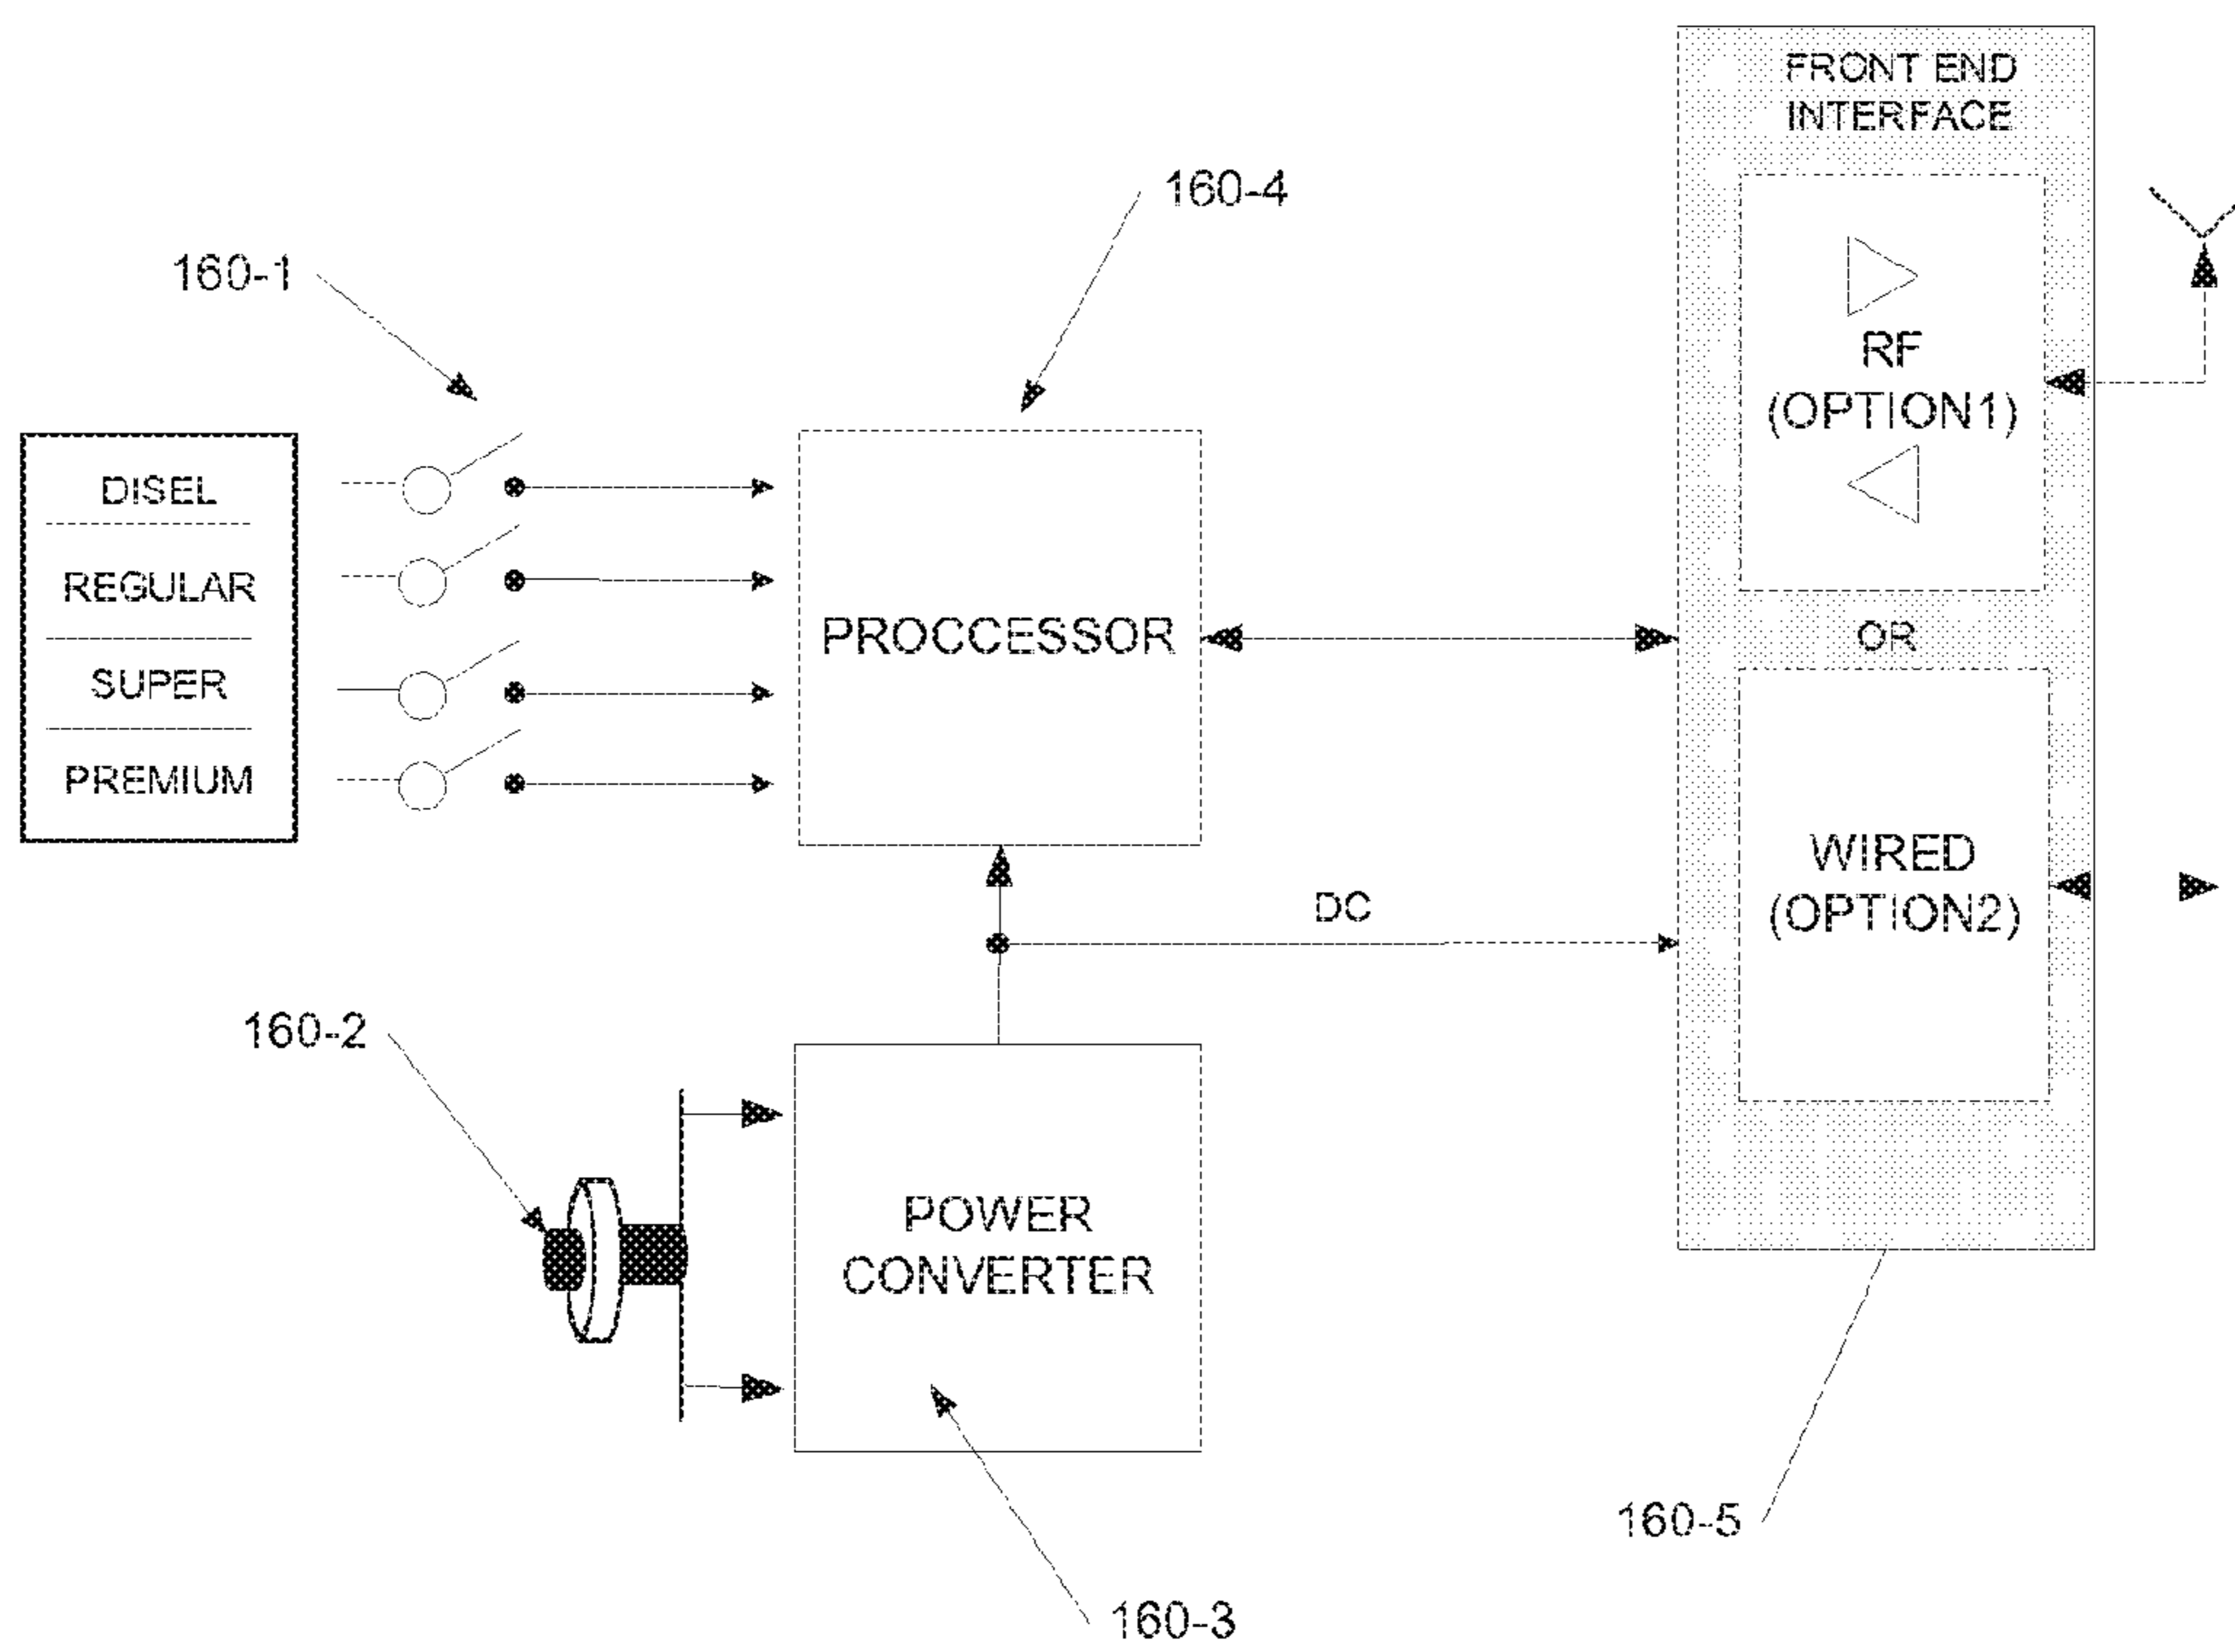 FRONT END
INTERFACE
160-4
160-1
RF
(OPTION1)
DISEL
REGULAR
SUPER
PREMIUM
PROCCESSOR
OR
WIRED
(OPTION2)
DC
160-2
POWER
CONVERTER
160-5
160-3